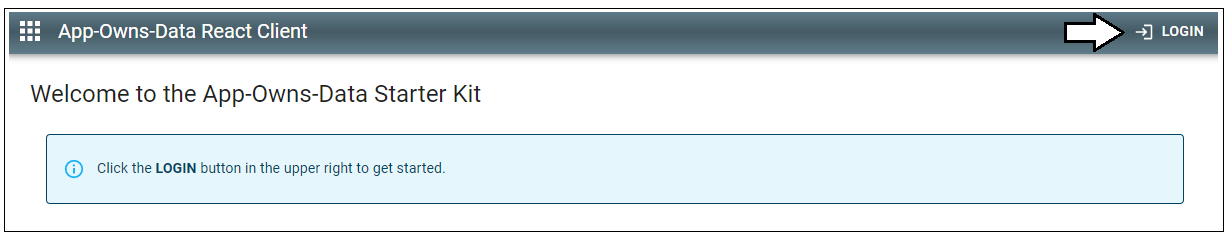 App-Owns-Data React Client
LOGIN
Welcome to the App-Owns-Data Starter Kit
Click the LOGIN button in the upper right to get started.